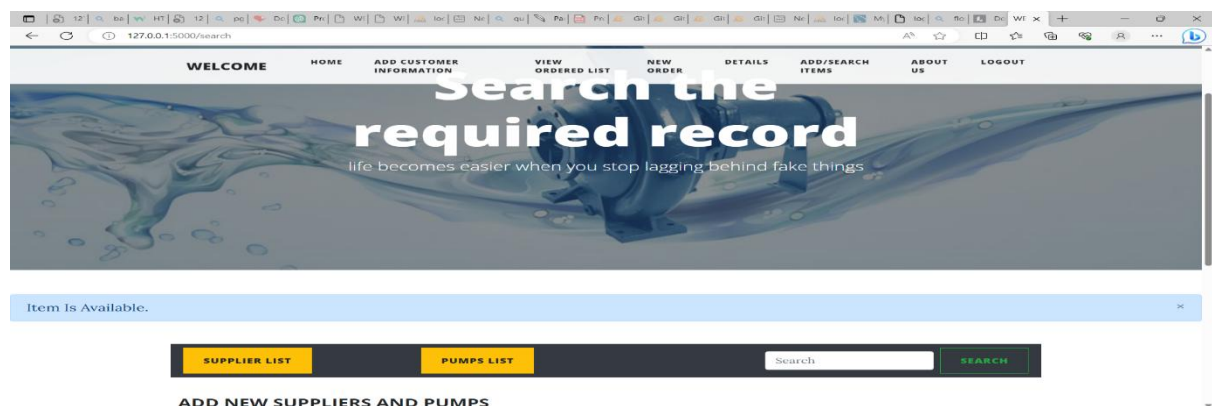 127.0.0.1:5000/search
WELCOME HOME ADD CUSTOMER INFORMATION VIEW ORDERED LIST NEW ORDER DETAILS ADD/SEARCH ITEMS ABOUT US LOGOUT
Search the
required record
life becomes easier when you stop lagging behind fake things
Item Is Available. ×
SUPPLIER LIST PUMPS LIST Search SEARCH
ADD NEW SUPPLIERS AND PUMPS